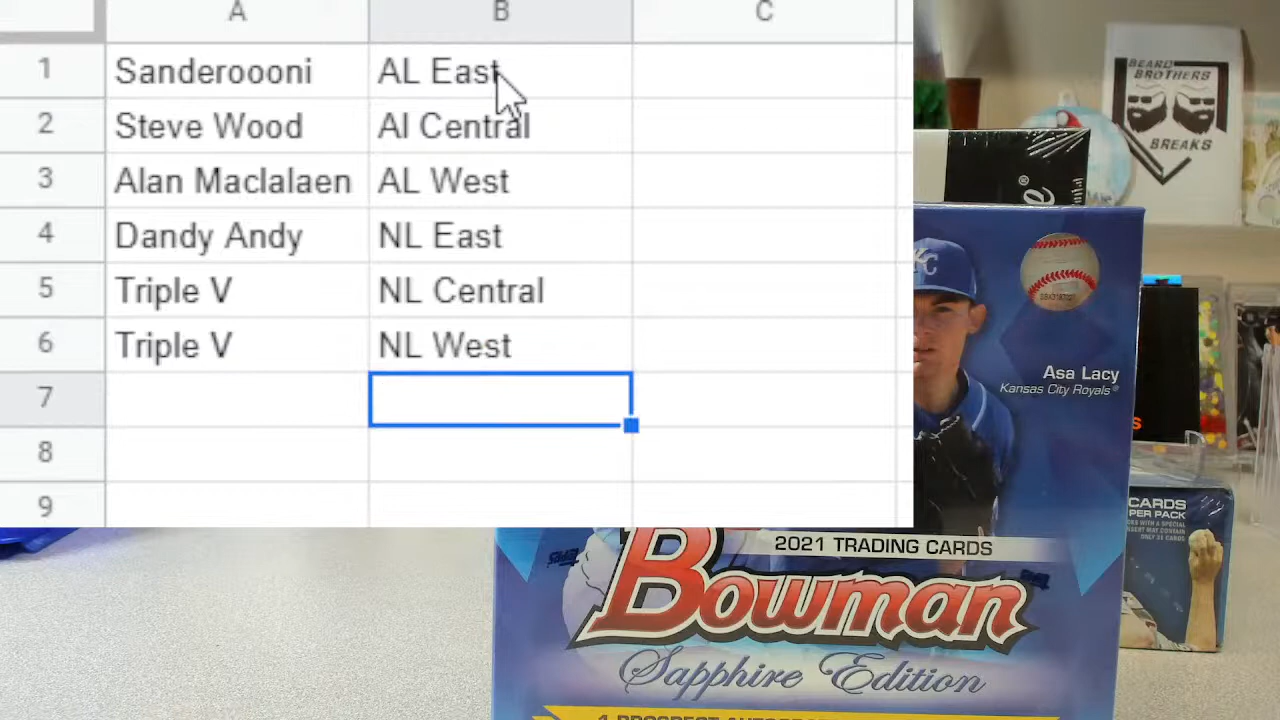 A B C
1 Sanderoooni AL East
2 Steve Wood Al Central
3 Alan Maclalaen AL West
4 Dandy Andy NL East
5 Triple V NL Central
6 Triple V NL West
7
8
9
BEARD
BROTHERS
BREAKS
KC
Asa Lacy
Kansas City Royals®
CARDS
PER PACK
2021 TRADING CARDS
Bowman
Sapphire Edition